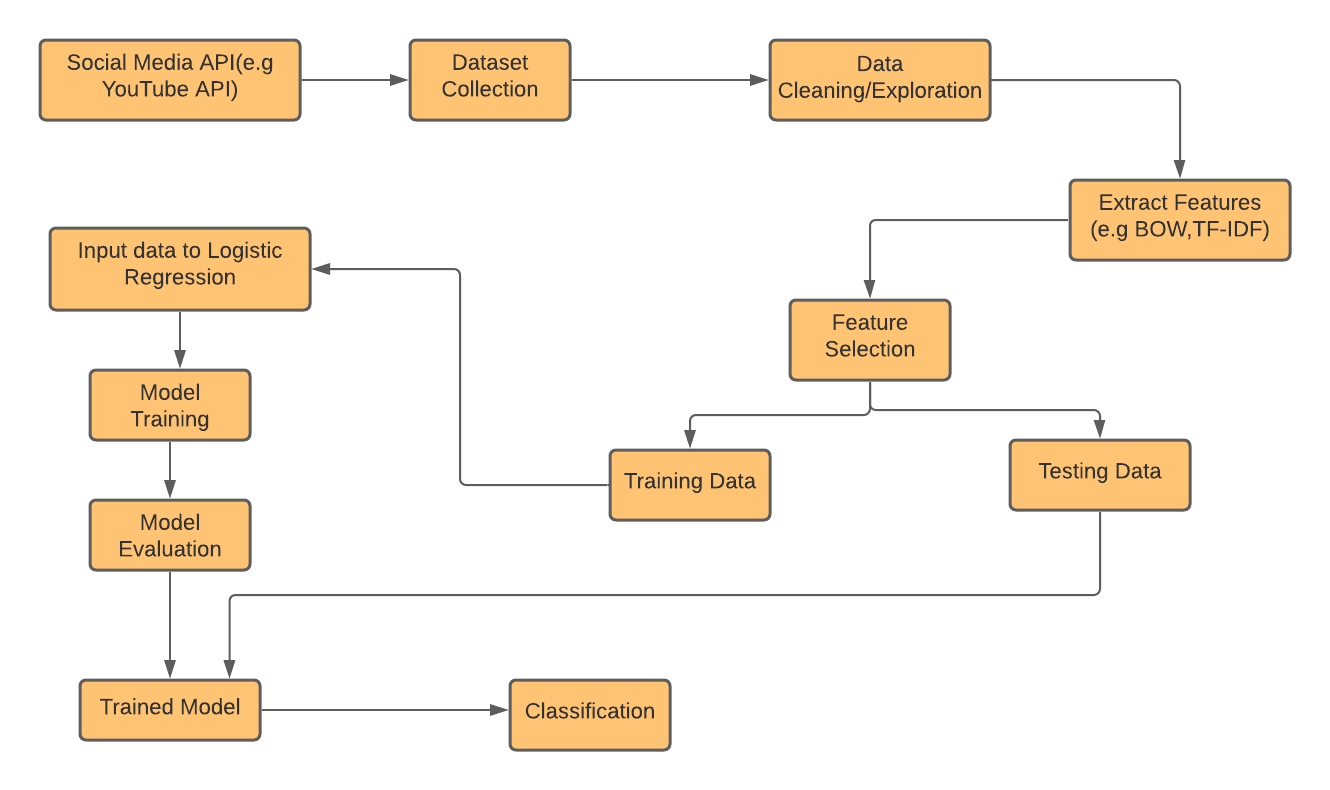 Social Media API(e.g
YouTube API)
Dataset
Collection
Data
Cleaning/Exploration
Extract Features
(e.g BOW,TF-IDF)
Feature
Selection
Training Data
Testing Data
Input data to Logistic
Regression
Model
Training
Model
Evaluation
Trained Model
Classification